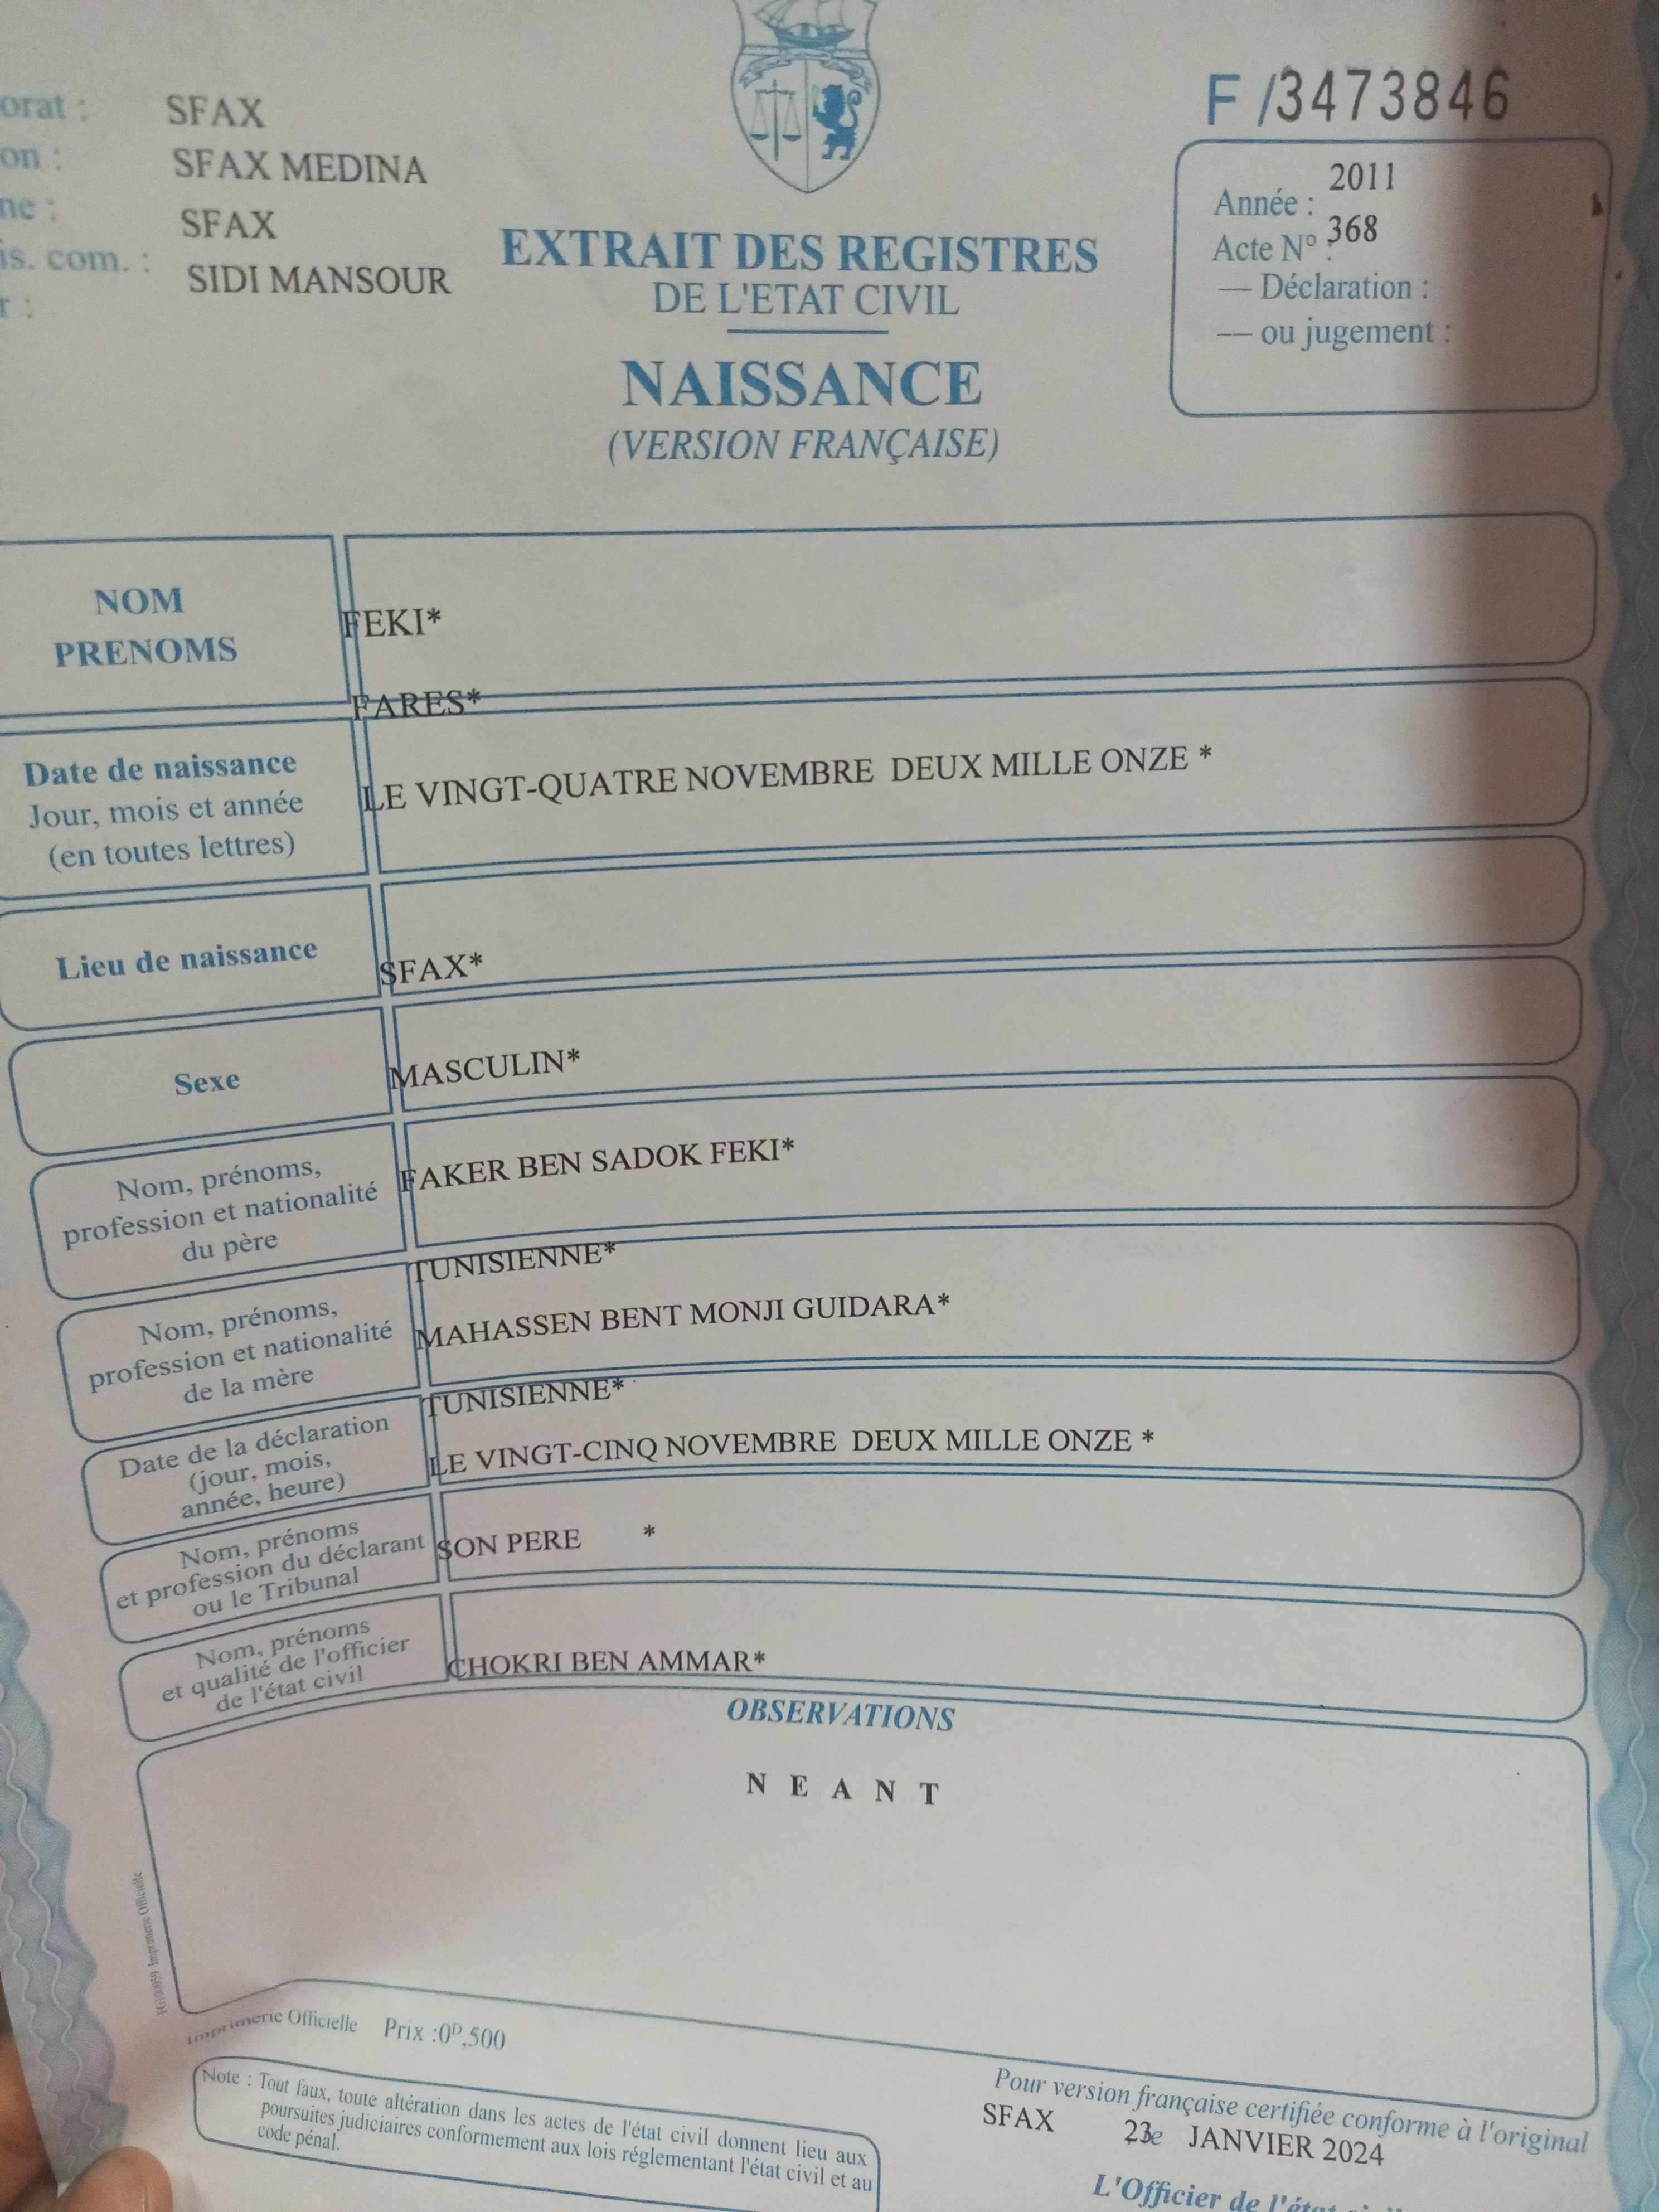 orat : SFAX
on : SFAX MEDINA
ne : SFAX
is. com. : SIDI MANSOUR
r :
F /3473846
Année : 2011
Acte N° : 368
— Déclaration :
— ou jugement :
EXTRAIT DES REGISTRES
DE L'ETAT CIVIL
NAISSANCE
(VERSION FRANÇAISE)
NOM
PRENOMS
FEKI*
FARES*
Date de naissance
Jour, mois et année
(en toutes lettres)
LE VINGT-QUATRE NOVEMBRE DEUX MILLE ONZE *
Lieu de naissance
SFAX*
Sexe
MASCULIN*
Nom, prénoms,
profession et nationalité
du père
FAKER BEN SADOK FEKI*
TUNISIENNE*
Nom, prénoms,
profession et nationalité
de la mère
MAHASSEN BENT MONJI GUIDARA*
TUNISIENNE*
Date de la déclaration
(jour, mois,
année, heure)
LE VINGT-CINQ NOVEMBRE DEUX MILLE ONZE *
Nom, prénoms
et profession du déclarant
ou le Tribunal
SON PERE *
Nom, prénoms
et qualité de l'officier
de l'état civil
CHOKRI BEN AMMAR*
OBSERVATIONS
N E A N T
Imprimerie Officielle
Imprimerie Officielle Prix :0D,500
Note : Tout faux, toute altération dans les actes de l'état civil donnent lieu aux
poursuites judiciaires conformement aux lois réglementant l'état civil et au
code pénal.
Pour version française certifiée conforme à l'original
SFAX 23 JANVIER 2024
L'Officier de l'état